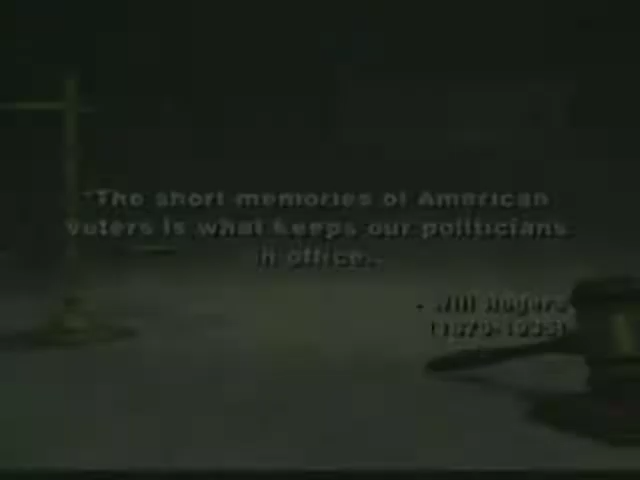 "The short memories of American
voters is what keeps our politicians
in office."
- Will Rogers
(1879-1935)